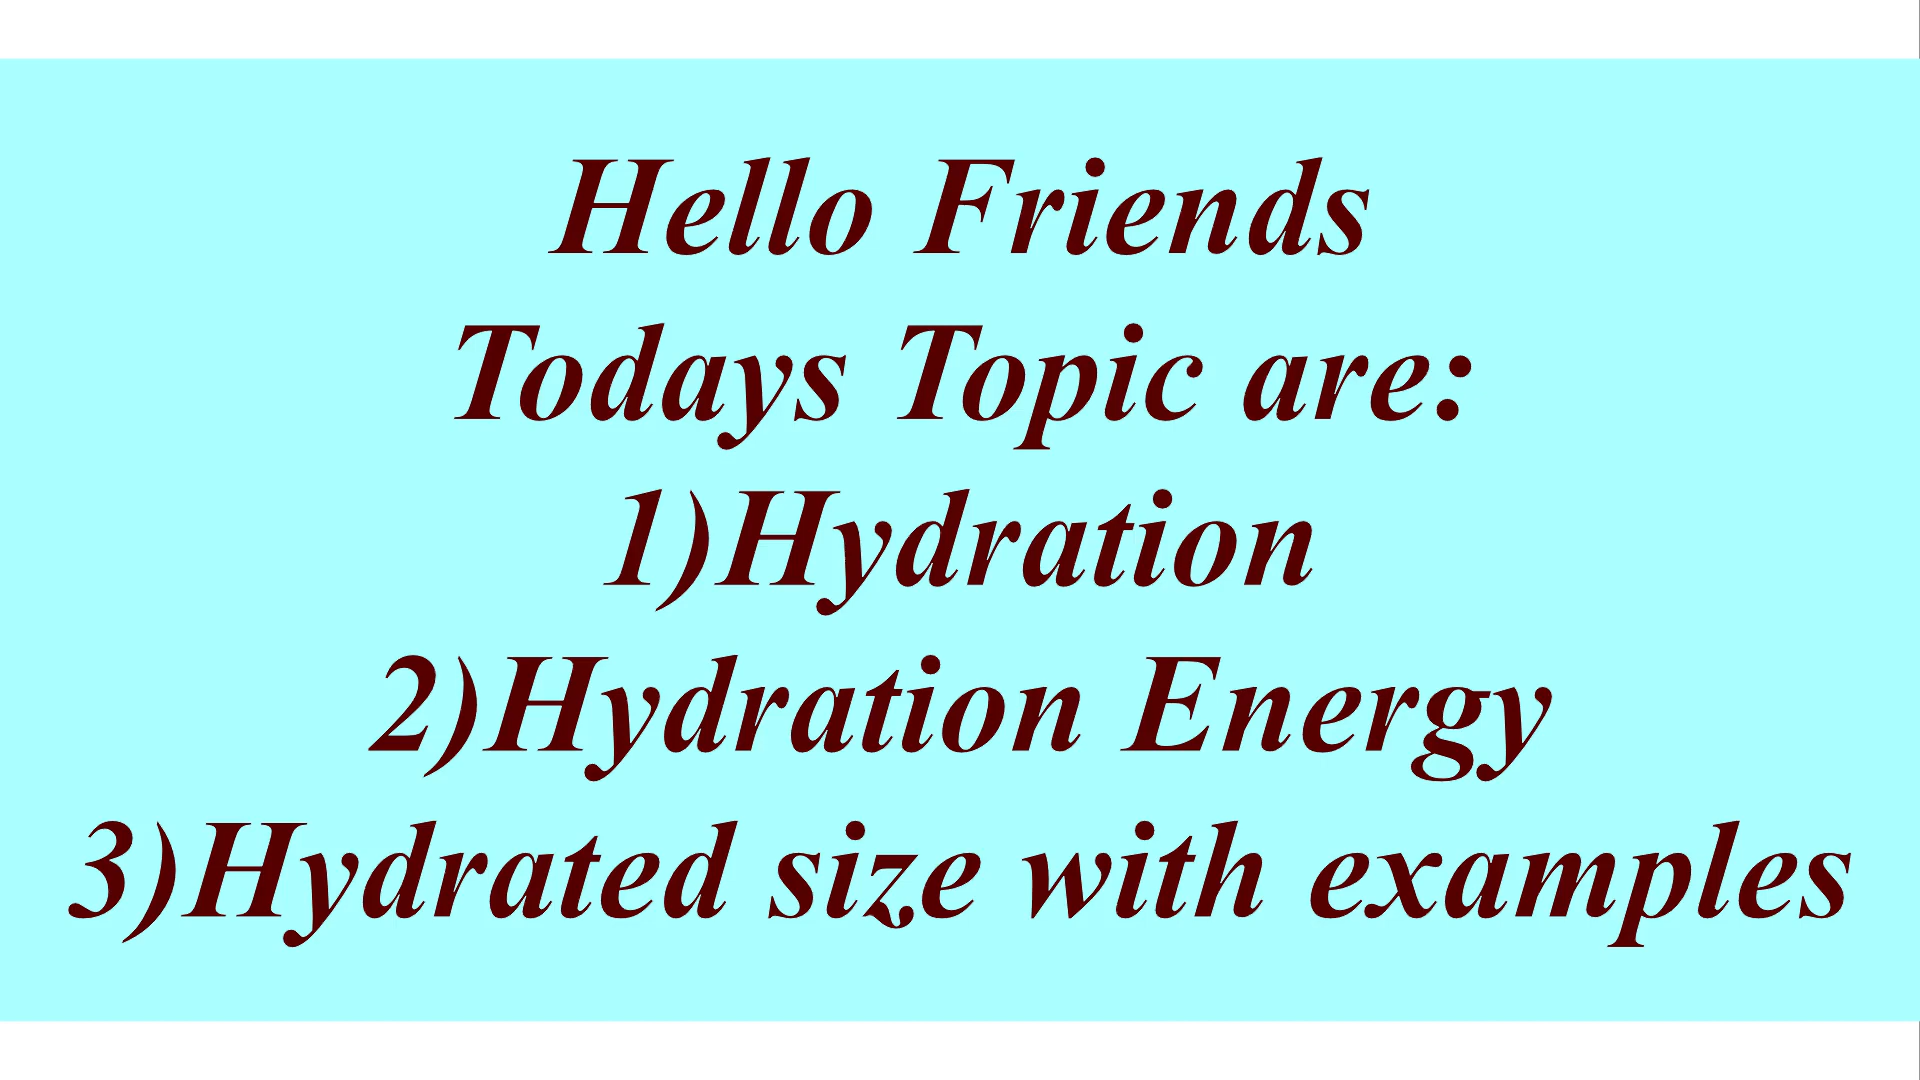 Hello Friends
Todays Topic are:
1)Hydration
2)Hydration Energy
3)Hydrated size with examples